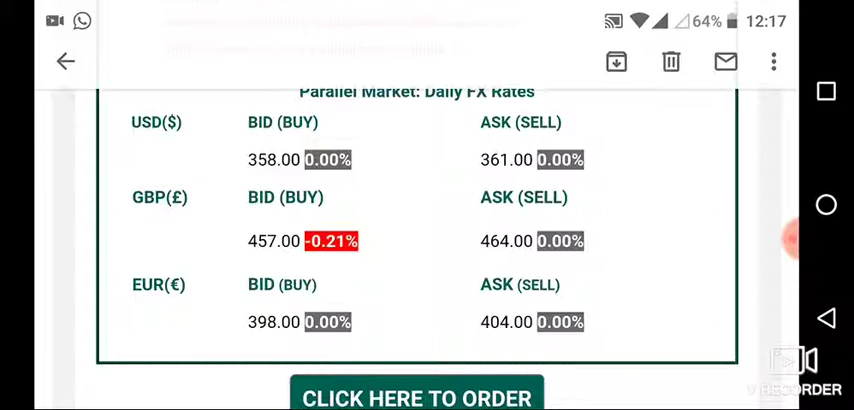 64% 12:17
Parallel Market: Daily FX Rates
USD($) BID (BUY) ASK (SELL)
358.00 0.00% 361.00 0.00%
GBP(£) BID (BUY) ASK (SELL)
457.00 -0.21% 464.00 0.00%
EUR(€) BID (BUY) ASK (SELL)
398.00 0.00% 404.00 0.00%
CLICK HERE TO ORDER
V RECORDER